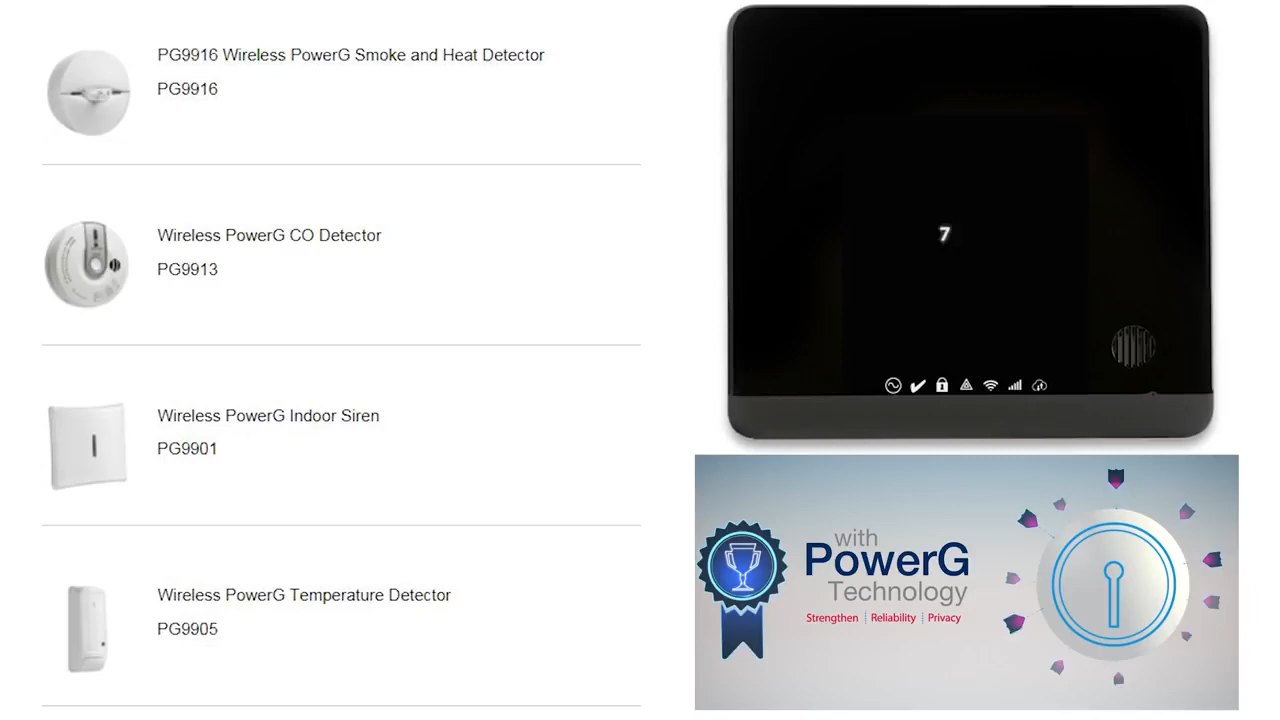 PG9916 Wireless PowerG Smoke and Heat Detector
PG9916
Wireless PowerG CO Detector
PG9913
Wireless PowerG Indoor Siren
PG9901
Wireless PowerG Temperature Detector
PG9905
7
with
PowerG
Technology
Strengthen | Reliability | Privacy